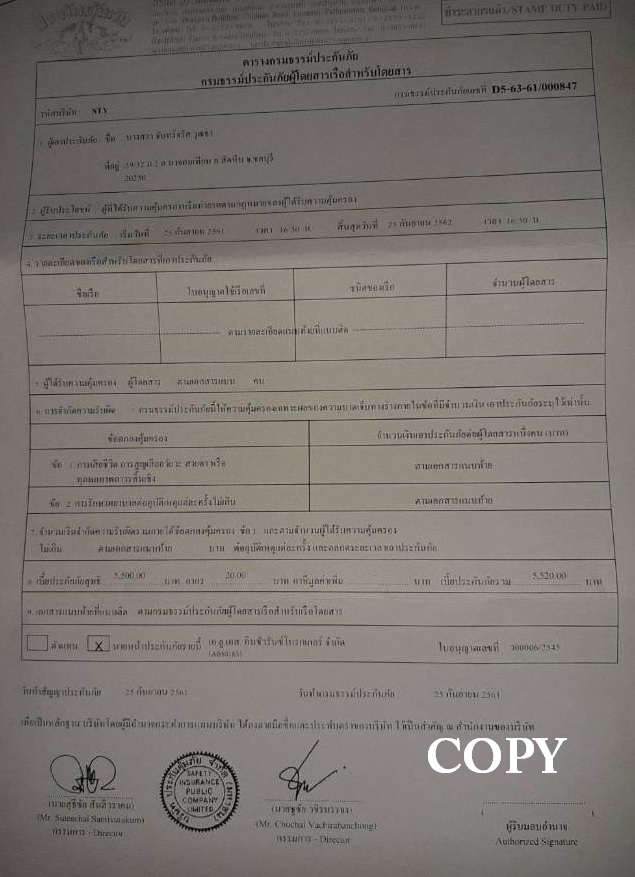 ชำระอากรแล้ว/STAMP DUTY PAID
ตารางกรมธรรม์ประกันภัย
กรมธรรม์ประกันภัยผู้โดยสารเรือสำหรับโดยสาร
รหัสบริษัท STY กรมธรรม์ประกันภัยเลขที่ D5-63-61/000847
1. ผู้เอาประกันภัย ชื่อ นางสาว
ที่อยู่ 59/32 ม.2 ต.นาจอมเทียน อ.สัตหีบ จ.ชลบุรี
20250
2. ผู้รับประโยชน์ ผู้ที่ได้รับความคุ้มครองหรือทายาทตามกฎหมายของผู้ได้รับความคุ้มครอง
3. ระยะเวลาประกันภัย เริ่มวันที่ 25 กันยายน 2561 เวลา 16:30 น. สิ้นสุดวันที่ 25 กันยายน 2562 เวลา 16:30 น.
4. รายละเอียดของเรือสำหรับโดยสารที่เอาประกันภัย
ชื่อเรือ ใบอนุญาตใช้เรือเลขที่ ชนิดของเรือ จำนวนผู้โดยสาร
ตามรายละเอียดแนบท้ายที่แนบติด
5. ผู้ได้รับความคุ้มครอง ผู้โดยสาร ตามเอกสารแนบ คน
6. การจำกัดความรับผิด : กรมธรรม์ประกันภัยนี้ให้ความคุ้มครองเฉพาะผลของความบาดเจ็บทางร่างกายในข้อที่มีจำนวนเงินเอาประกันภัยระบุไว้เท่านั้น
ข้อตกลงคุ้มครอง จำนวนเงินเอาประกันภัยต่อผู้โดยสารหนึ่งคน (บาท)
ข้อ 1. การเสียชีวิต การสูญเสียอวัยวะ สายตา หรือ ตามเอกสารแนบท้าย
ทุพพลภาพถาวรสิ้นเชิง
ข้อ 2. การรักษาพยาบาลต่ออุบัติเหตุแต่ละครั้งไม่เกิน ตามเอกสารแนบท้าย
7. จำนวนเงินจำกัดความรับผิดรวมภายใต้ข้อตกลงคุ้มครอง ข้อ 1. และตามจำนวนผู้ได้รับความคุ้มครอง
ไม่เกิน ตามเอกสารแนบท้าย บาท ต่ออุบัติเหตุแต่ละครั้ง และตลอดระยะเวลาเอาประกันภัย
8. เบี้ยประกันภัยสุทธิ 5,500.00 บาท อากร 20.00 บาท ภาษีมูลค่าเพิ่ม - บาท เบี้ยประกันภัยรวม 5,520.00 บาท
9. เอกสารแนบท้ายที่แนบติด ตามกรมธรรม์ประกันภัยผู้โดยสารเรือสำหรับเรือโดยสาร
ตัวแทน X นายหน้าประกันภัยรายนี้ เค.ยู.เคส. อินชัวรันซ์โบรกเกอร์ จำกัด ใบอนุญาตเลขที่
วันทำสัญญาประกันภัย 25 กันยายน 2561 วันทำกรมธรรม์ประกันภัย 25 กันยายน 2561
เพื่อเป็นหลักฐาน บริษัทโดยผู้มีอำนาจกระทำการแทนบริษัท ได้ลงลายมือชื่อและประทับตราของบริษัท ไว้เป็นสำคัญ ณ สำนักงานของบริษัท
COPY
SAFETY
INSURANCE
PUBLIC
COMPANY
LIMITED
(Mr. Chuchai Vachirabanchong)
กรรมการ - Director
กรรมการ - Director
ผู้รับมอบอำนาจ
Authorized Signature